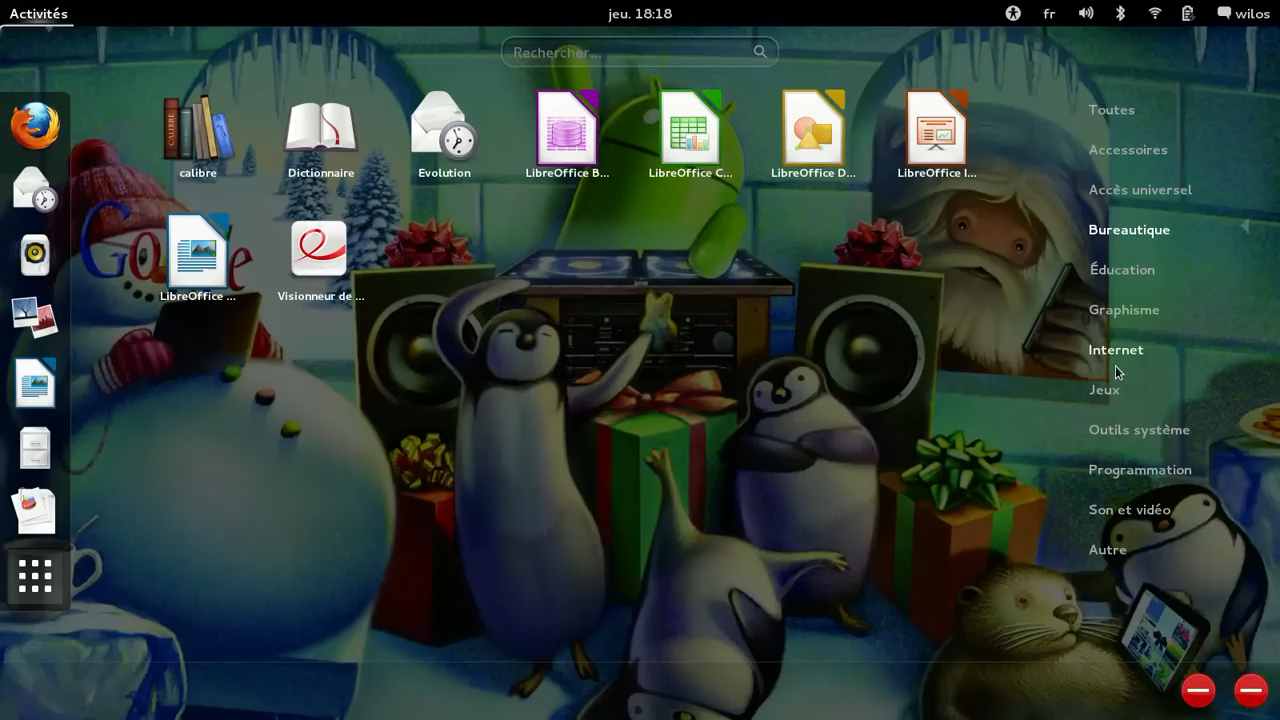 Activités
jeu. 18:18
fr
wilos
Rechercher...
calibre
Dictionnaire
Evolution
LibreOffice B...
LibreOffice C...
LibreOffice D...
LibreOffice I...
LibreOffice ...
Visionneur de ...
Toutes
Accessoires
Accès universel
Bureautique
Éducation
Graphisme
Internet
Jeux
Outils système
Programmation
Son et vidéo
Autre
CALIBRE